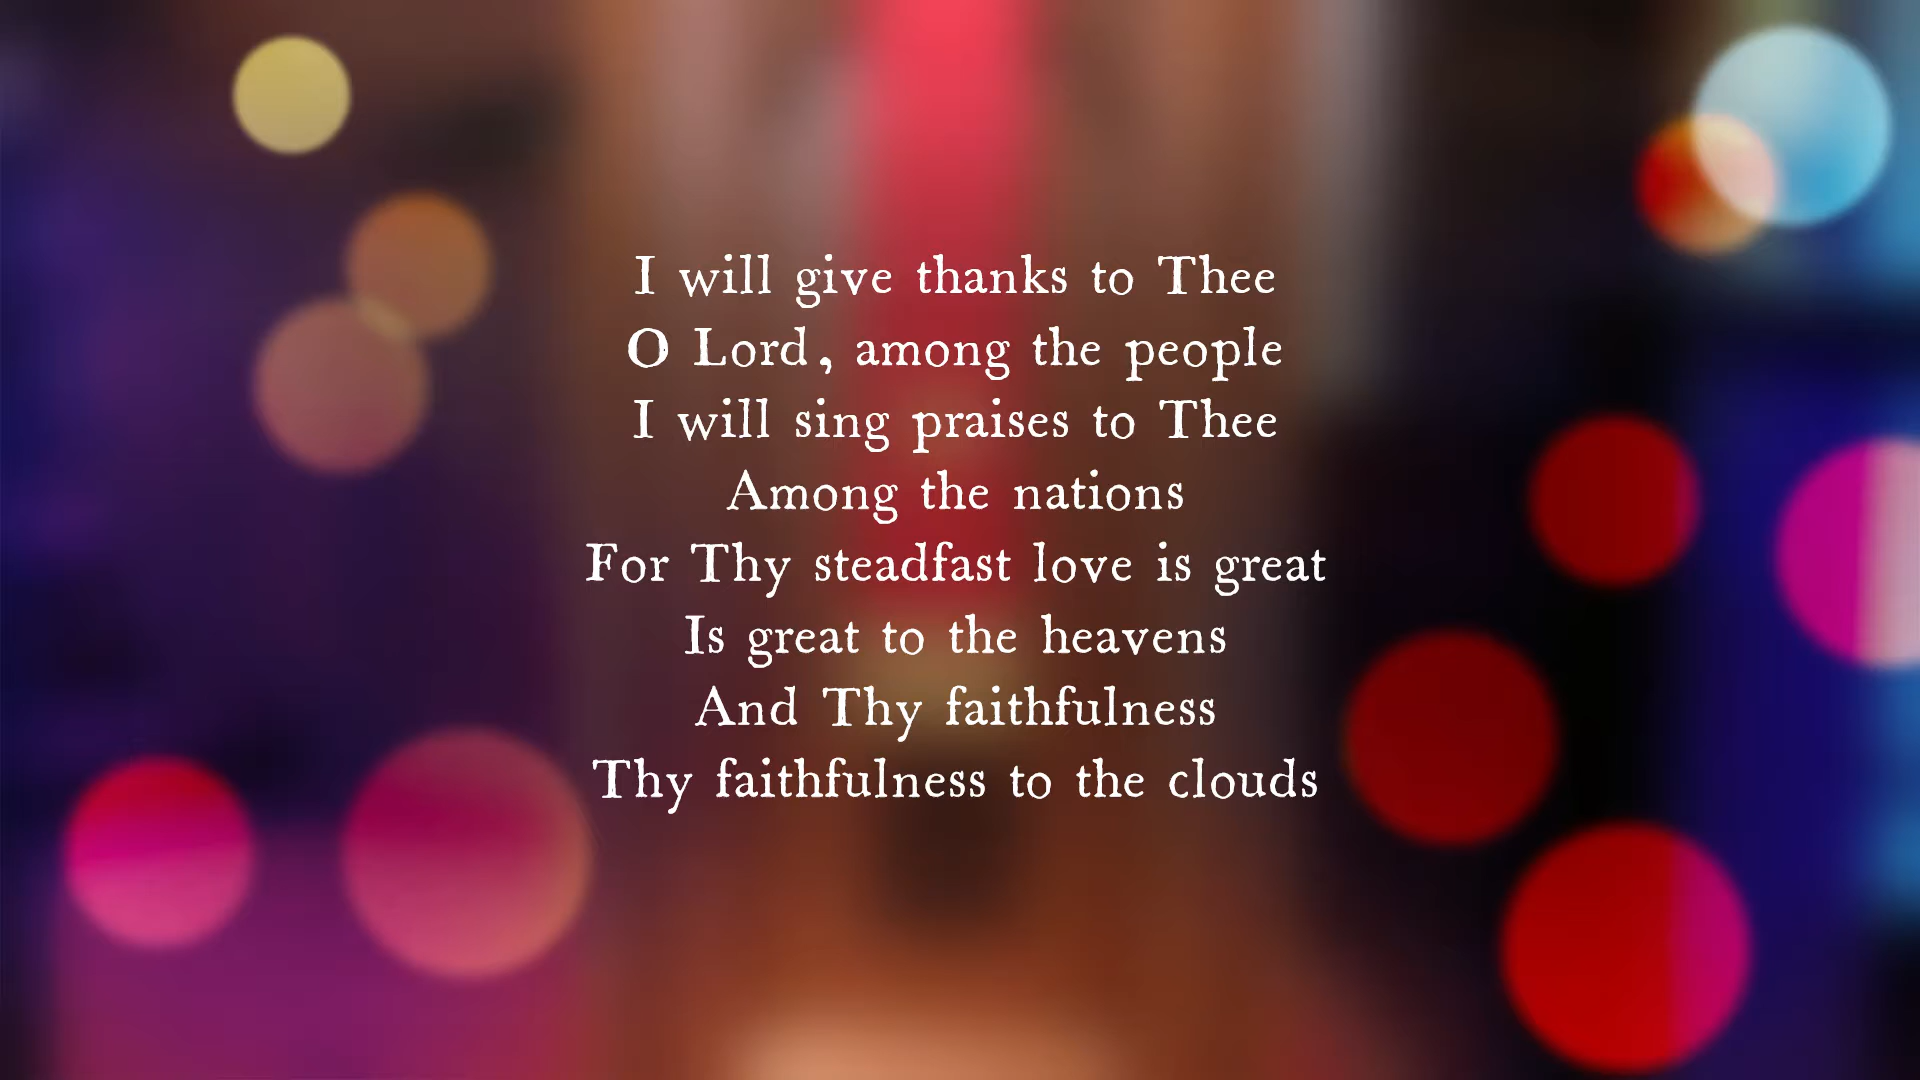 I will give thanks to Thee
O Lord, among the people
I will sing praises to Thee
Among the nations
For Thy steadfast love is great
Is great to the heavens
And Thy faithfulness
Thy faithfulness to the clouds